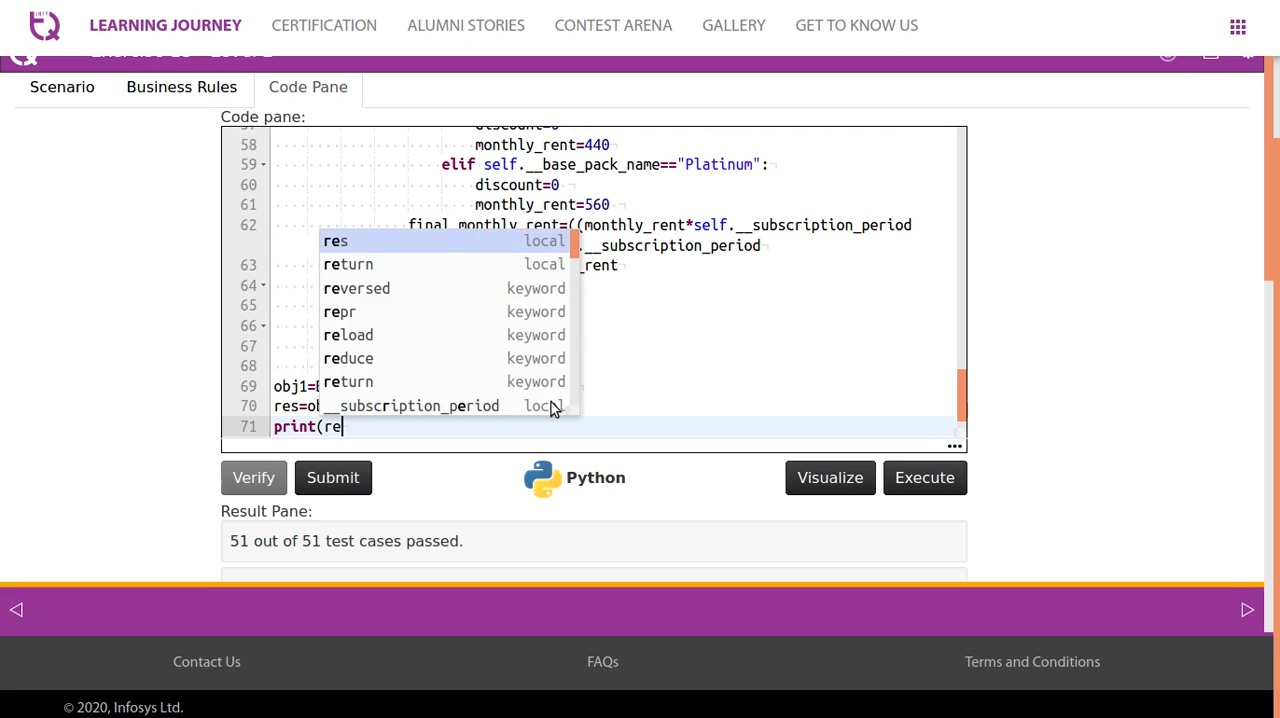 LEARNING JOURNEY CERTIFICATION ALUMNI STORIES CONTEST ARENA GALLERY GET TO KNOW US
Scenario Business Rules Code Pane
Code pane:
discount=0
58 monthly_rent=440
59 elif self.__base_pack_name=="Platinum":
60 discount=0
61 monthly_rent=560
62 final_monthly_rent=((monthly_rent*self.__subscription_period
.__subscription_period
63 _rent
64
65
66
67
68
69 obj1=
70 res=ob
71 print(re
res local
return local
reversed keyword
repr keyword
reload keyword
reduce keyword
return keyword
__subscription_period local
Verify Submit Python Visualize Execute
Result Pane:
51 out of 51 test cases passed.
Contact Us FAQs Terms and Conditions
© 2020, Infosys Ltd.